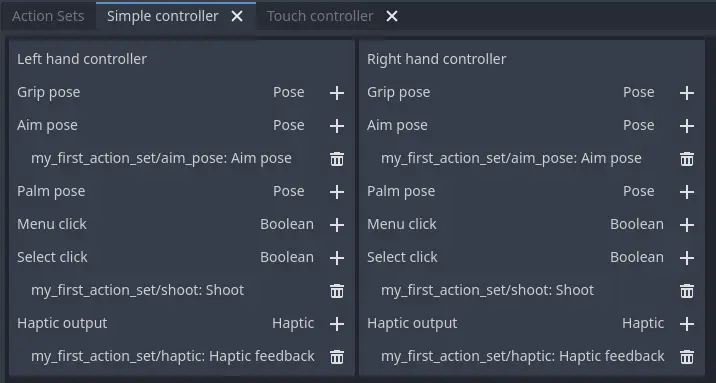 Action Sets Simple controller Touch controller
Left hand controller
Grip pose Pose
Aim pose Pose
my_first_action_set/aim_pose: Aim pose
Palm pose Pose
Menu click Boolean
Select click Boolean
my_first_action_set/shoot: Shoot
Haptic output Haptic
my_first_action_set/haptic: Haptic feedback
Right hand controller
Grip pose Pose
Aim pose Pose
my_first_action_set/aim_pose: Aim pose
Palm pose Pose
Menu click Boolean
Select click Boolean
my_first_action_set/shoot: Shoot
Haptic output Haptic
my_first_action_set/haptic: Haptic feedback